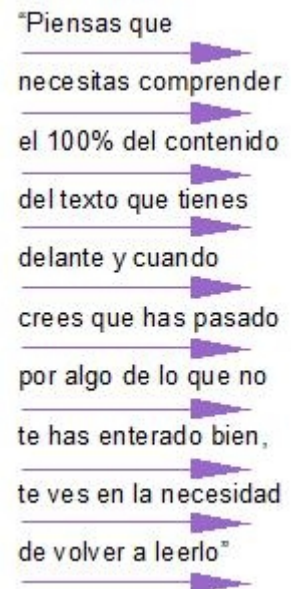 “Piensas que
necesitas comprender
el 100% del contenido
del texto que tienes
delante y cuando
crees que has pasado
por algo de lo que no
te has enterado bien,
te ves en la necesidad
de volver a leerlo”